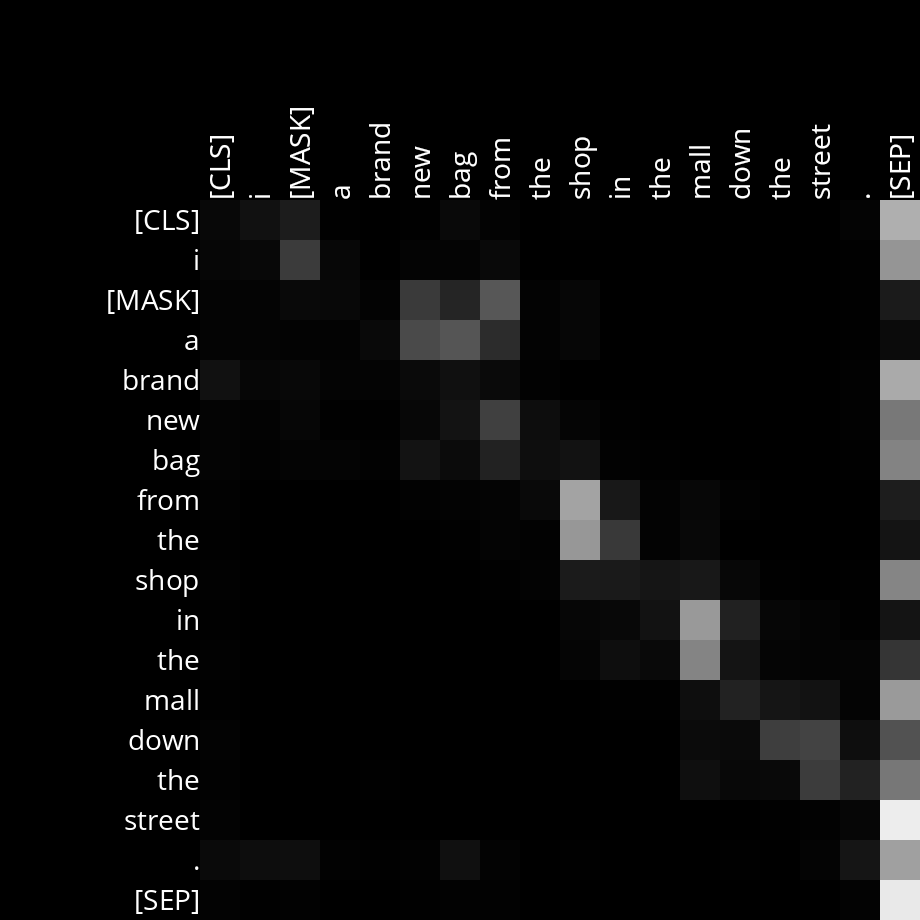 [CLS] i [MASK] a brand new bag from the shop in the mall down the street . [SEP]
[CLS]
i
[MASK]
a
brand
new
bag
from
the
shop
in
the
mall
down
the
street
.
[SEP]